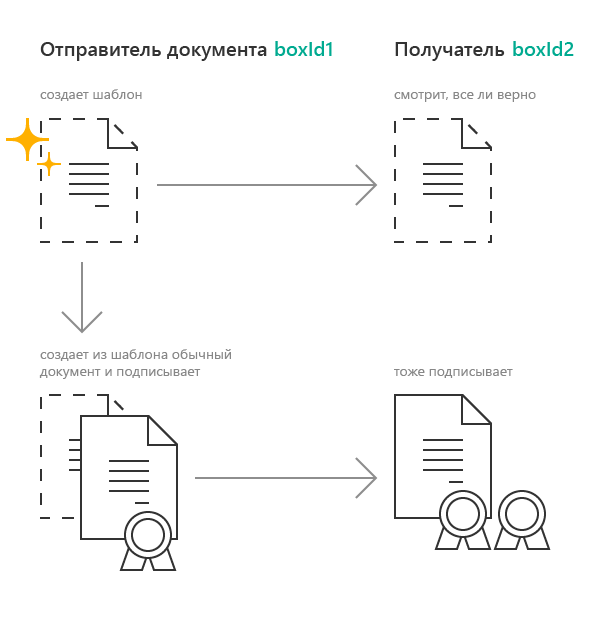 Отправитель документа boxId1
Получатель boxId2
создает шаблон
смотрит, все ли верно
создает из шаблона обычный
документ и подписывает
тоже подписывает